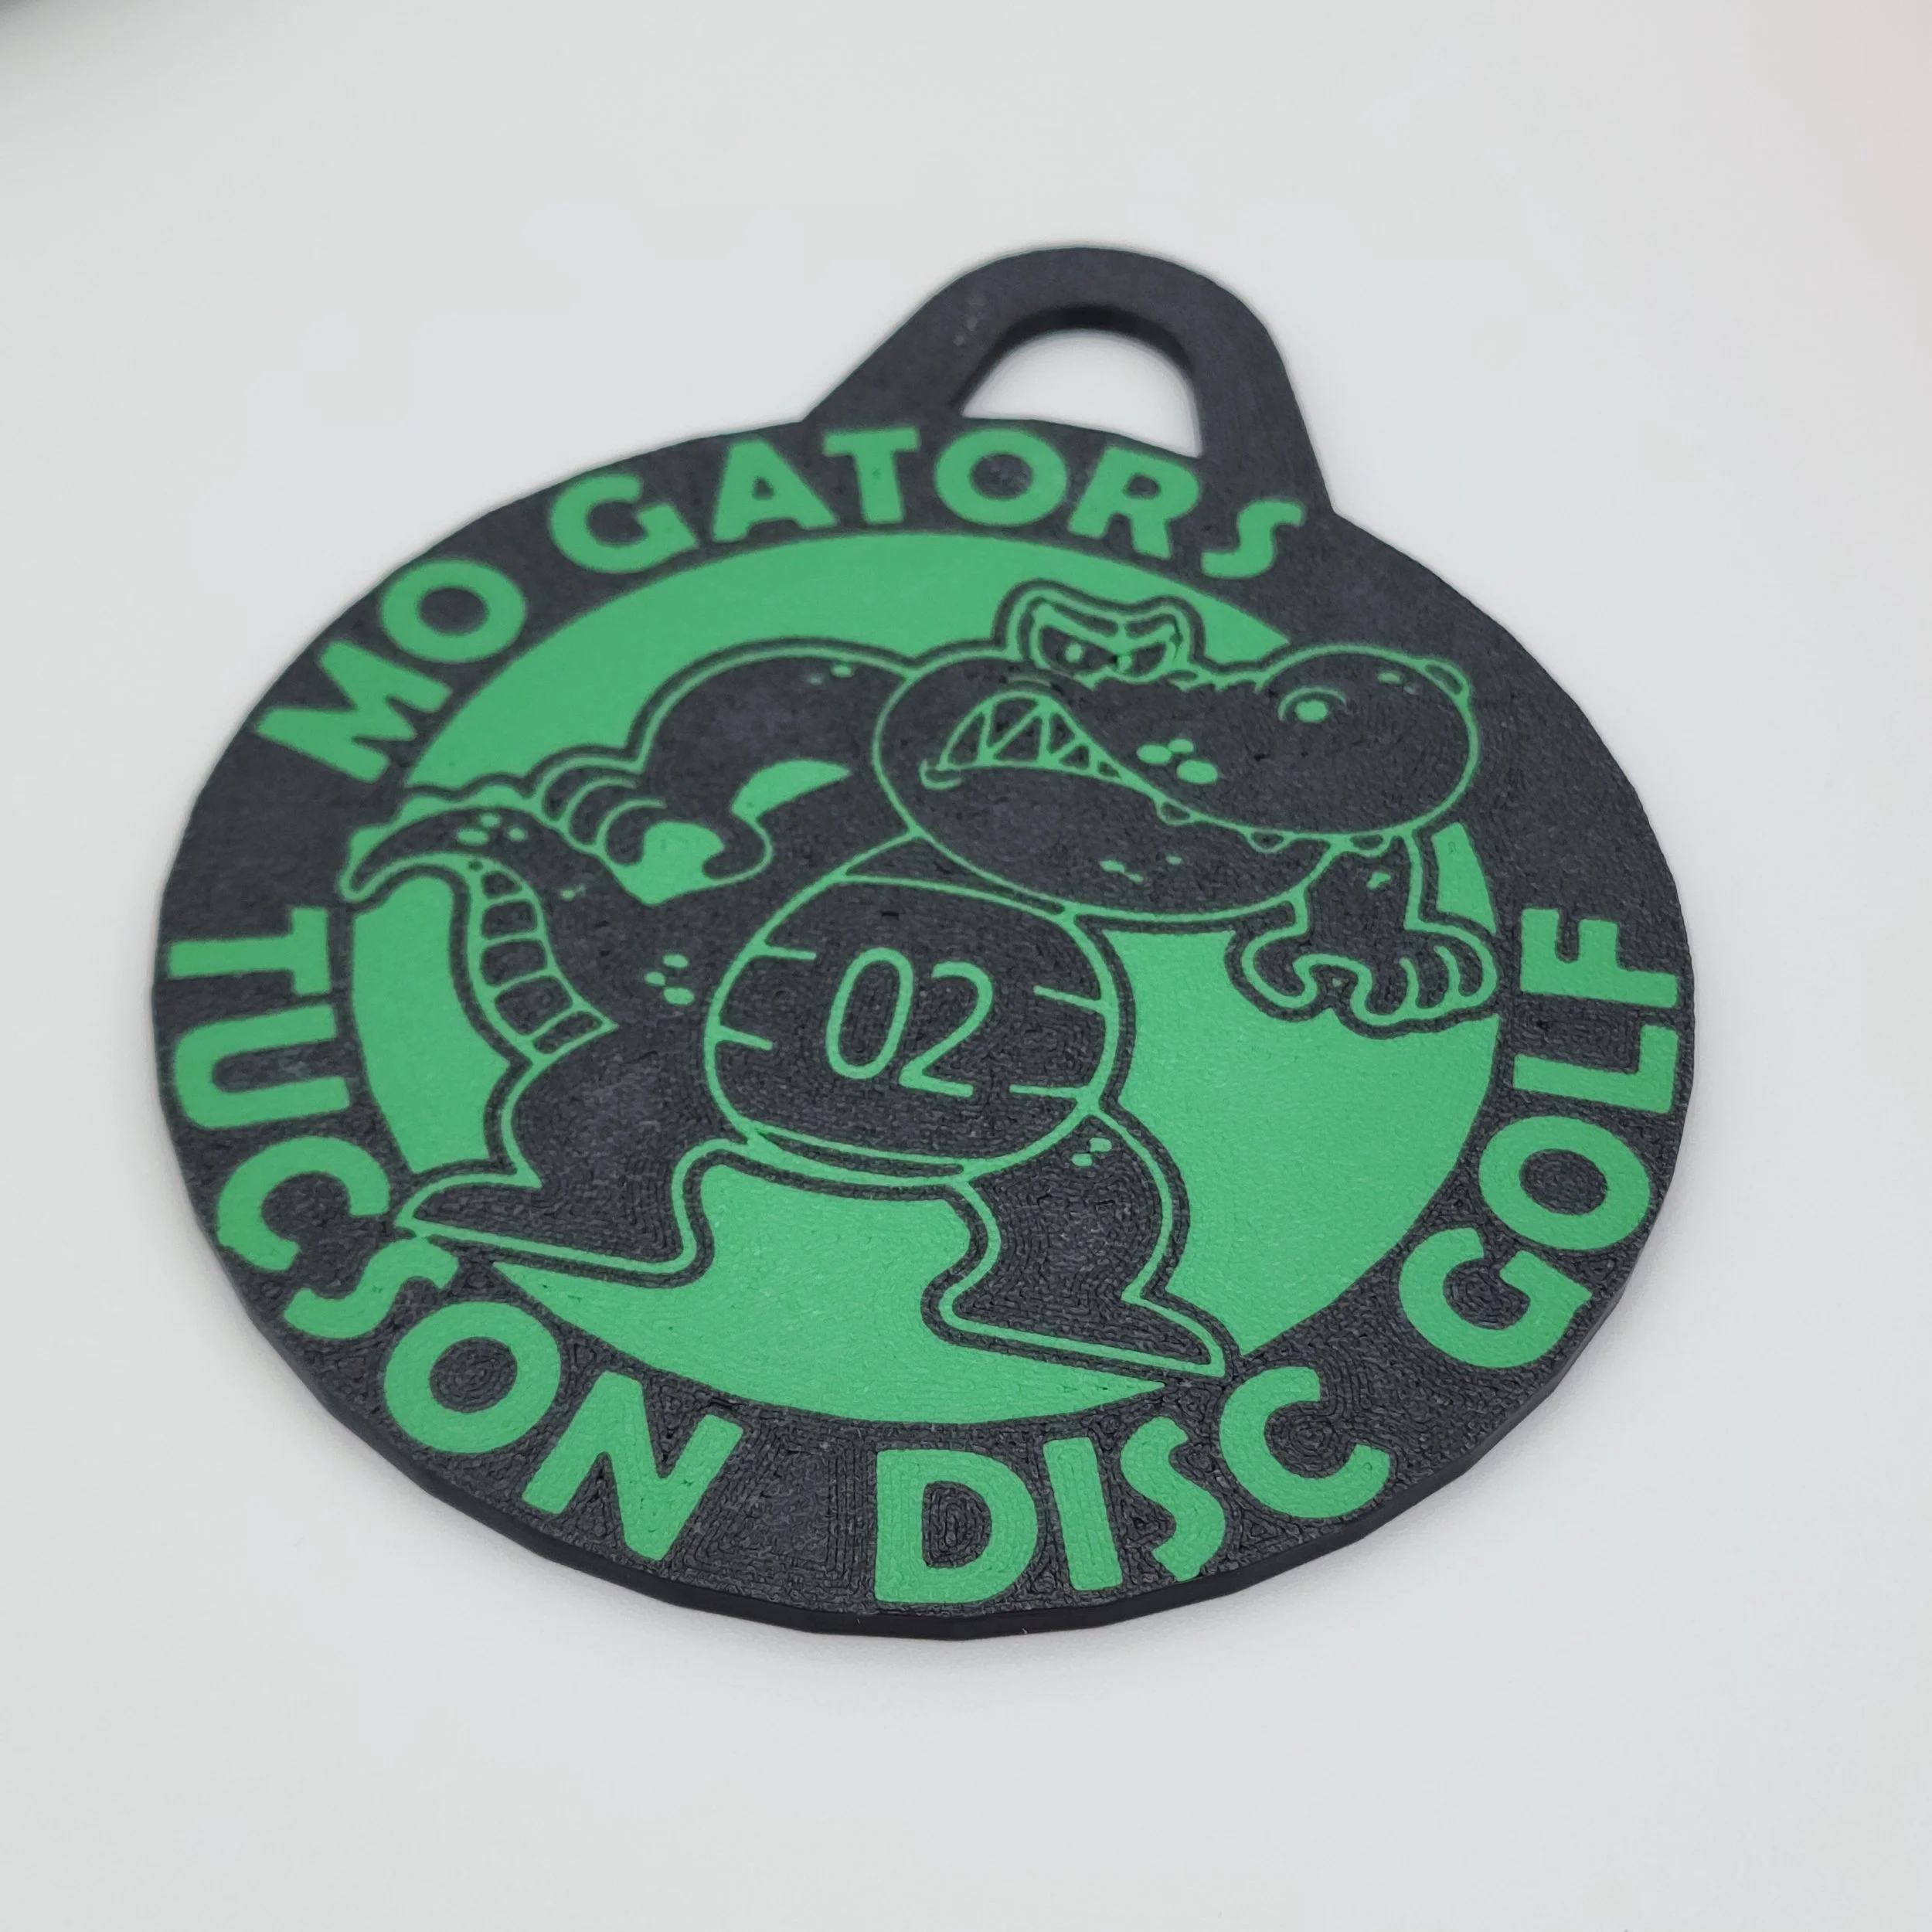 MO GATORS
02
TUCSON DISC GOLF